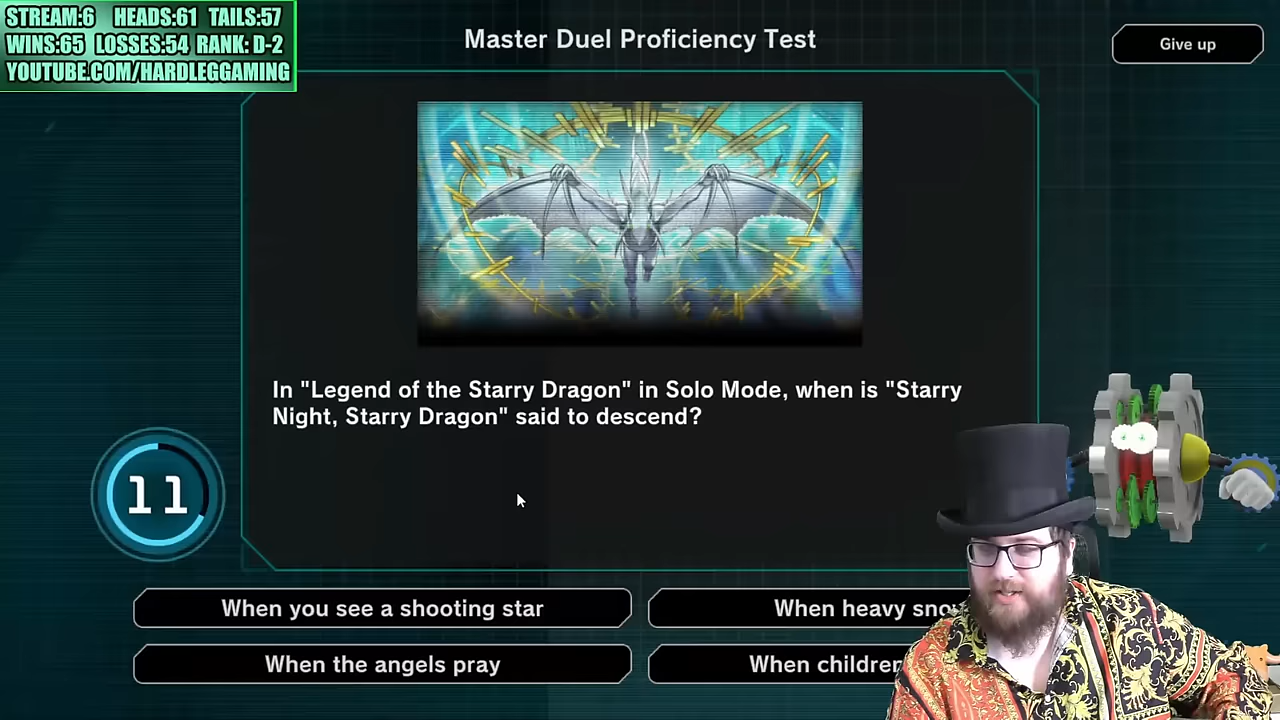 STREAM:6 HEADS:61 TAILS:57
WINS:65 LOSSES:54 RANK: D-2
YOUTUBE.COM/HARDLEGGAMING
Master Duel Proficiency Test
Give up
In "Legend of the Starry Dragon" in Solo Mode, when is "Starry
Night, Starry Dragon" said to descend?
11
When you see a shooting star
When heavy
When the angels pray
When children